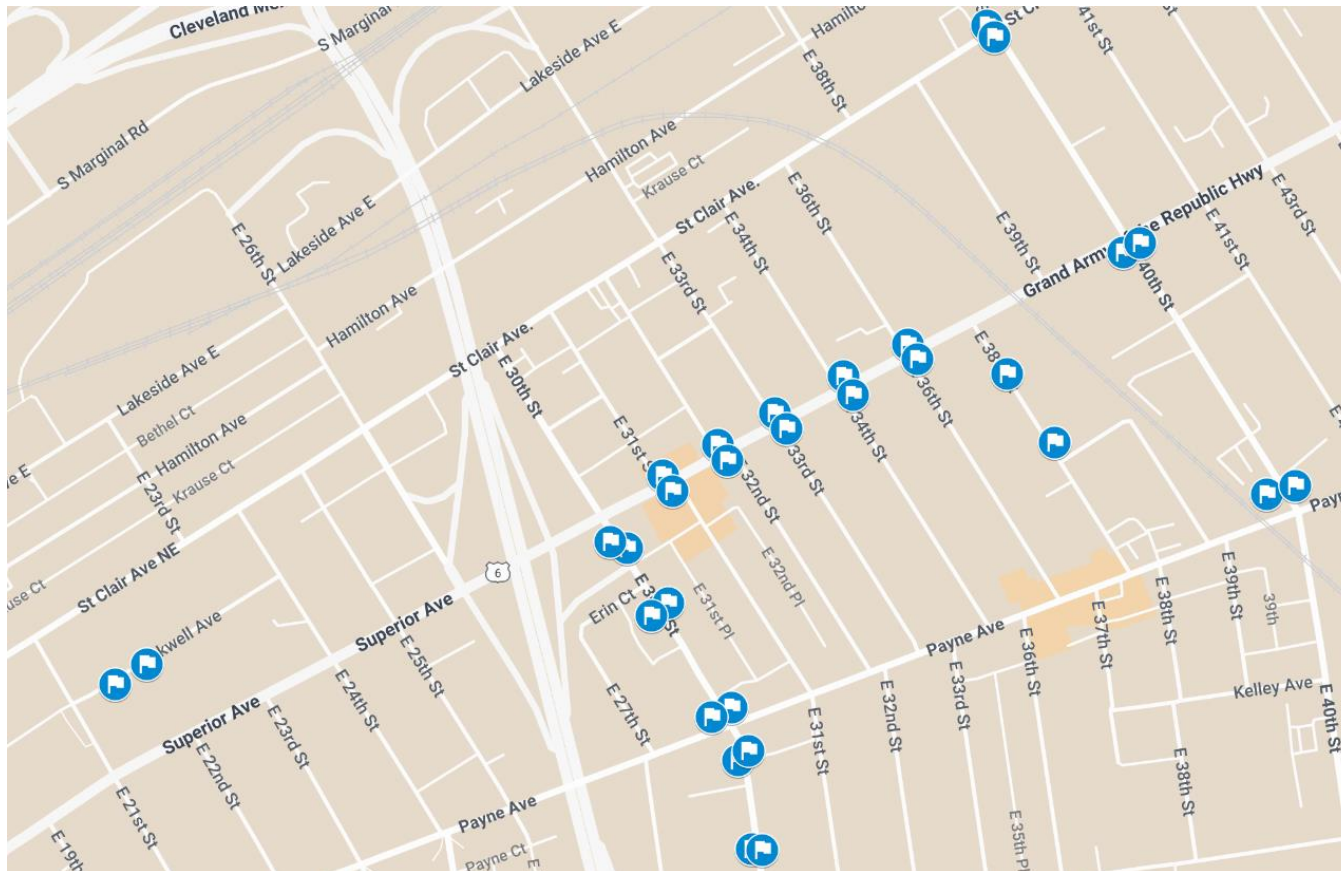 Cleveland Me
S Marginal
S Marginal Rd
Lakeside Ave E
Hamilton
St
41st St
E 38th St
Hamilton Ave
Krause Ct
St Clair Ave.
E 36th St
E 34th St
E 33rd St
E 39th St
Grand Army
Republic Hwy
E 43rd St
E 41st St
40th St
E 26th St
Lakeside Ave E
Hamilton Ave
St Clair Ave.
E 30th St
E 31st S
E 38
36th St
34th St
33rd St
32nd St
Lakeside Ave E
Bethel Ct
Hamilton Ave
Krause Ct
E 23rd St
St Clair Ave NE
kwell Ave
6
Superior Ave
Erin Ct
E 3
St
E 31st Pl
E 32nd Pl
Payne Ave
E 36th St
E 37th St
E 38th St
E 39th St
39th
Kelley Ave
E 40th St
E 38th St
E 33rd St
E 32nd St
E 31st St
E 27th St
E 25th St
E 24th St
E 23rd St
E 22nd St
E 21st St
E 19th
Superior Ave
Payne Ave
Payne Ct
E
E 35th Pl